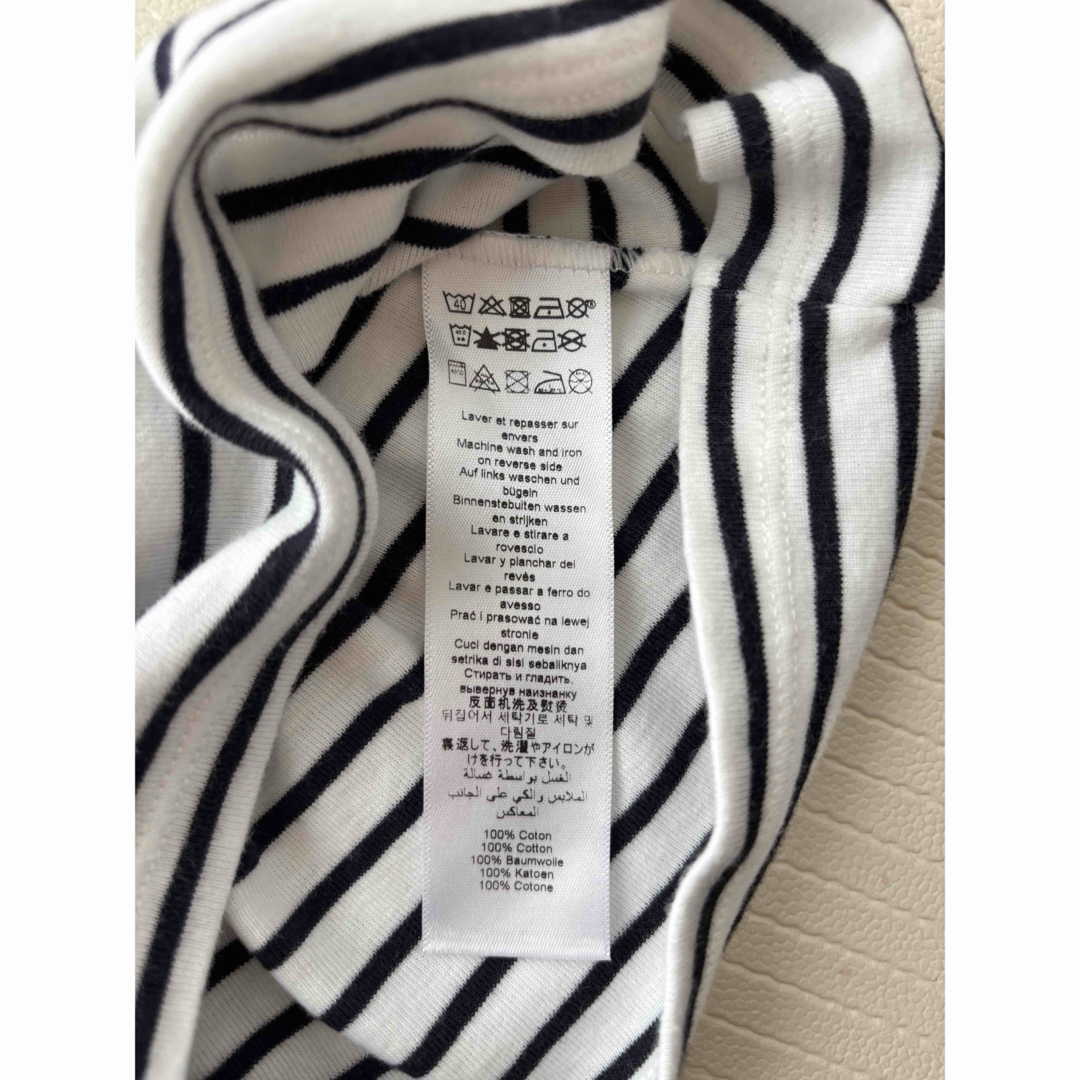 40
Laver et repasser sur
envers
Machine wash and iron
on reverse side
Auf links waschen und
bügeln
Binnenstebuiten wassen
en strijken
Lavare e stirare a
rovescio
Lavar y planchar del
revés
Lavar e passar a ferro do
avesso
Prać i prasować na lewej
stronie
Cuci dengan mesin dan
setrika di sisi sebaliknya
Стирать и гладить,
вывернув наизнанку
反面机洗及熨烫
뒤집어서 세탁기로 세탁 및
다림질
裏返して、洗濯やアイロンが
けを行って下さい。
الغسل بواسطة غسالة
الملابس والكي على الجانب
المعاكس
100% Coton
100% Cotton
100% Baumwolle
100% Katoen
100% Cotone